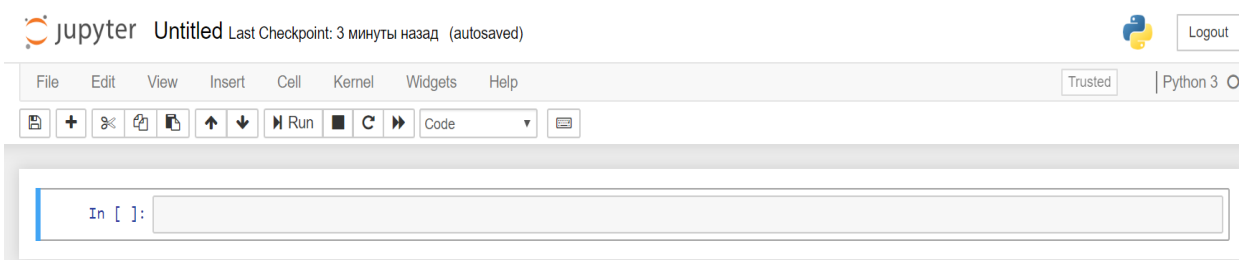 jupyter Untitled Last Checkpoint: 3 минуты назад (autosaved) Logout
File Edit View Insert Cell Kernel Widgets Help Trusted Python 3
Run Code
In [ ]: